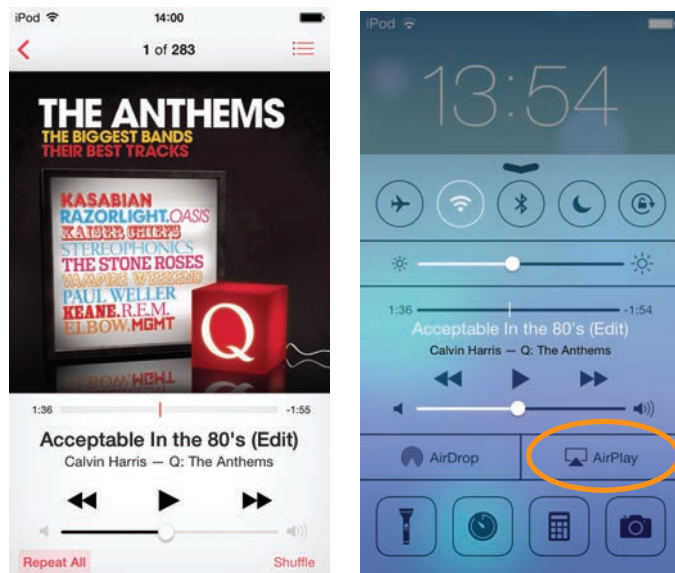 iPod 14:00
1 of 283
THE ANTHEMS
THE BIGGEST BANDS
THEIR BEST TRACKS
KASABIAN
RAZORLIGHT.OASIS
KAISER CHIEFS
STEREOPHONICS
THE STONE ROSES
VAMPIRE WEEKEND
PAUL WELLER
KEANE.R.E.M.
ELBOW.MGMT
Q
1:36 -1:55
Acceptable In the 80's (Edit)
Calvin Harris — Q: The Anthems
Repeat All Shuffle
iPod
13:54
1:36 -1:54
Acceptable In the 80's (Edit)
Calvin Harris — Q: The Anthems
AirDrop AirPlay